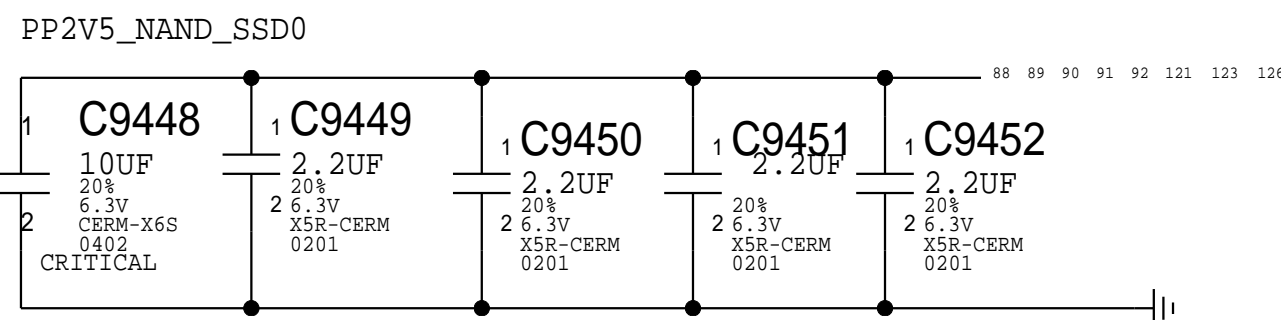 PP2V5_NAND_SSD0
88 89 90 91 92 121 123 126
1 C9448
10UF
20%
6.3V
2 CERM-X6S
0402
CRITICAL
1 C9449
2.2UF
20%
2 6.3V
X5R-CERM
0201
1 C9450
2.2UF
20%
2 6.3V
X5R-CERM
0201
1 C9451
2.2UF
20%
2 6.3V
X5R-CERM
0201
1 C9452
2.2UF
20%
2 6.3V
X5R-CERM
0201